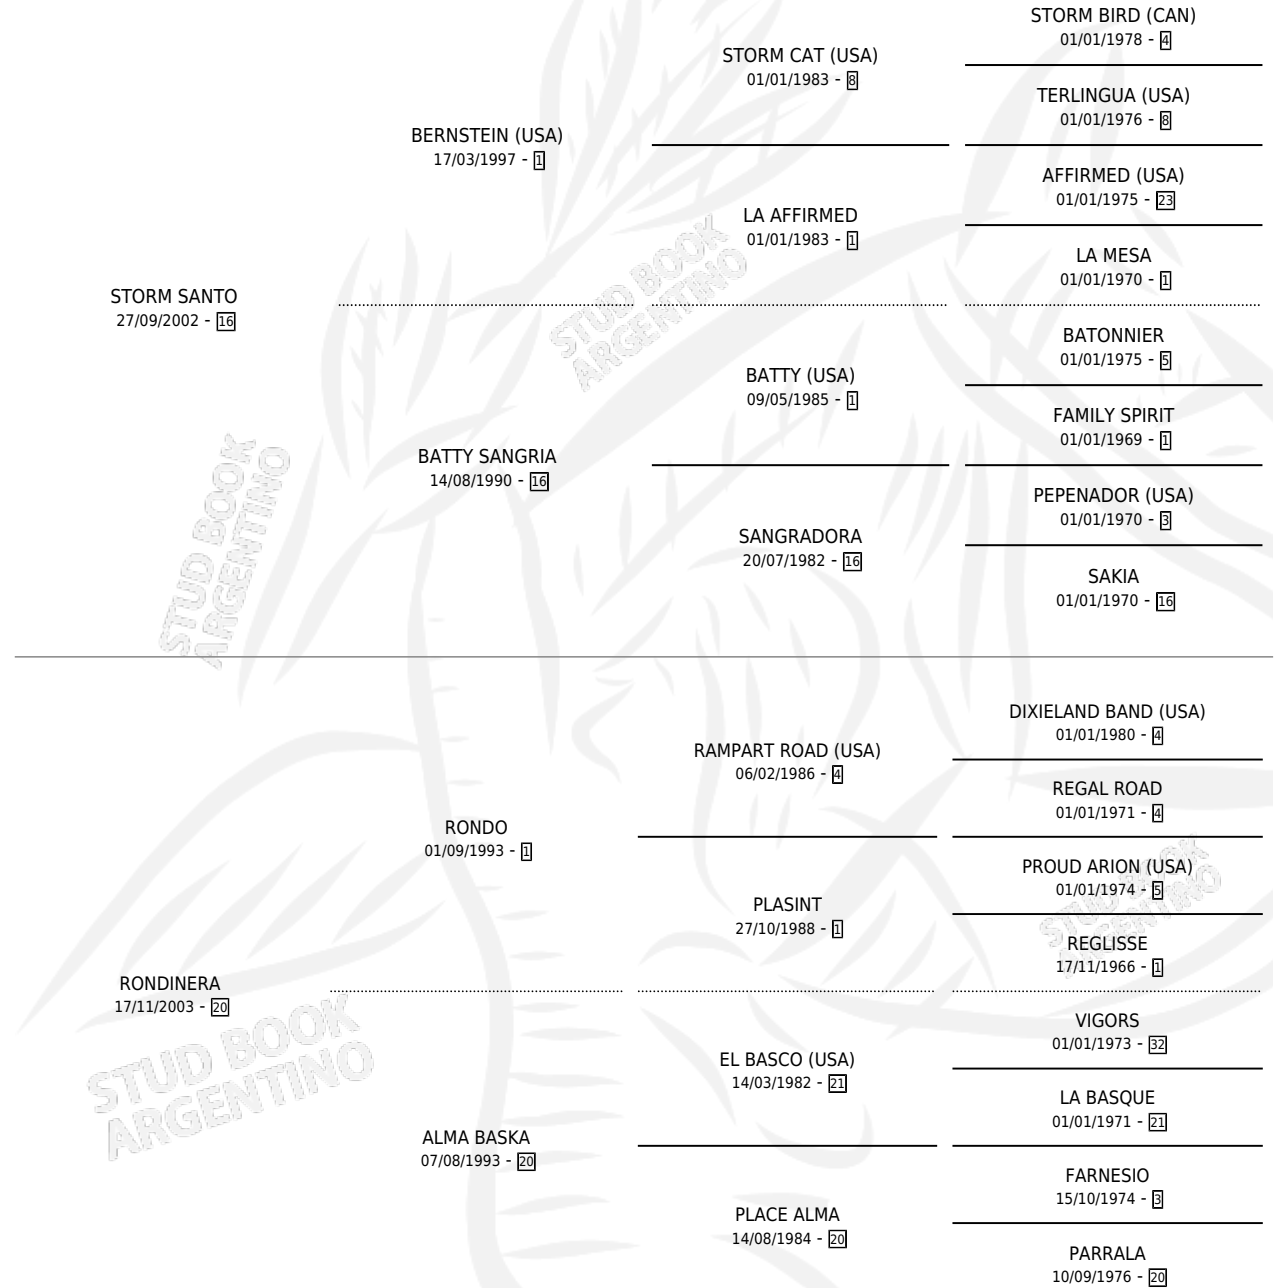 STORM BIRD (CAN)
01/01/1978 - 4
STORM CAT (USA)
01/01/1983 - 8
TERLINGUA (USA)
01/01/1976 - 8
BERNSTEIN (USA)
17/03/1997 - 1
AFFIRMED (USA)
01/01/1975 - 23
LA AFFIRMED
01/01/1983 - 1
LA MESA
01/01/1970 - 1
STORM SANTO
27/09/2002 - 16
BATONNIER
01/01/1975 - 5
BATTY (USA)
09/05/1985 - 1
FAMILY SPIRIT
01/01/1969 - 1
BATTY SANGRIA
14/08/1990 - 16
PEPENADOR (USA)
01/01/1970 - 3
SANGRADORA
20/07/1982 - 16
SAKIA
01/01/1970 - 16
DIXIELAND BAND (USA)
01/01/1980 - 4
RAMPART ROAD (USA)
06/02/1986 - 4
REGAL ROAD
01/01/1971 - 4
RONDO
01/09/1993 - 1
PROUD ARION (USA)
01/01/1974 - 5
PLASINT
27/10/1988 - 1
REGLISSE
17/11/1966 - 1
RONDINERA
17/11/2003 - 20
VIGORS
01/01/1973 - 32
EL BASCO (USA)
14/03/1982 - 21
LA BASQUE
01/01/1971 - 21
ALMA BASKA
07/08/1993 - 20
FARNESIO
15/10/1974 - 3
PLACE ALMA
14/08/1984 - 20
PARRALA
10/09/1976 - 20
STUD BOOK
ARGENTINO
STUD BOOK
ARGENTINO
STUD BOOK
ARGENTINO
STUD BOOK
ARGENTINO